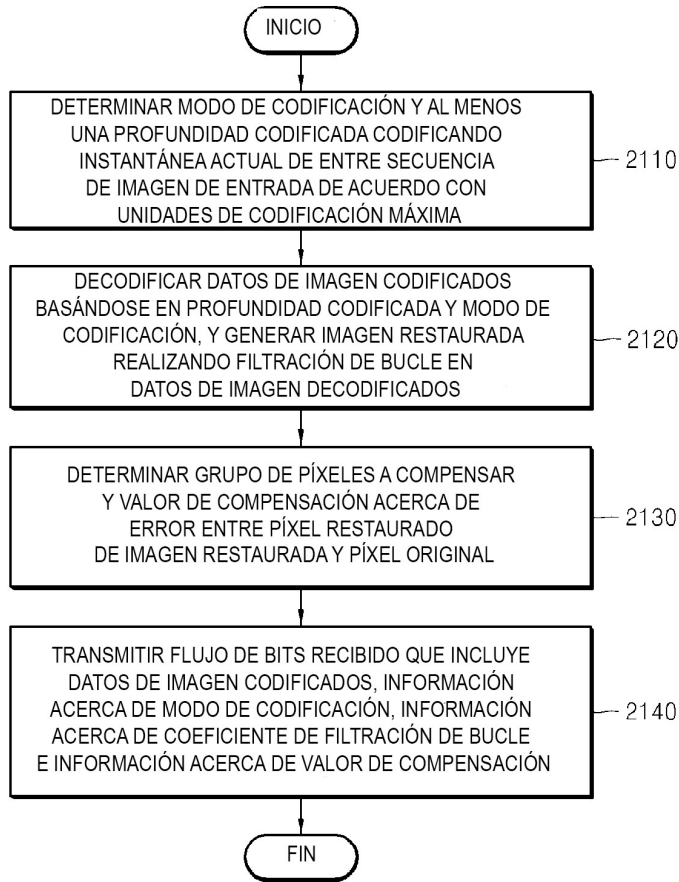 INICIO
DETERMINAR MODO DE CODIFICACIÓN Y AL MENOS
UNA PROFUNDIDAD CODIFICADA CODIFICANDO
INSTANTÁNEA ACTUAL DE ENTRE SECUENCIA
DE IMAGEN DE ENTRADA DE ACUERDO CON
UNIDADES DE CODIFICACIÓN MÁXIMA
2110
DECODIFICAR DATOS DE IMAGEN CODIFICADOS
BASÁNDOSE EN PROFUNDIDAD CODIFICADA Y MODO DE
CODIFICACIÓN, Y GENERAR IMAGEN RESTAURADA
REALIZANDO FILTRACIÓN DE BUCLE EN
DATOS DE IMAGEN DECODIFICADOS
2120
DETERMINAR GRUPO DE PÍXELES A COMPENSAR
Y VALOR DE COMPENSACIÓN ACERCA DE
ERROR ENTRE PÍXEL RESTAURADO
DE IMAGEN RESTAURADA Y PÍXEL ORIGINAL
2130
TRANSMITIR FLUJO DE BITS RECIBIDO QUE INCLUYE
DATOS DE IMAGEN CODIFICADOS, INFORMACIÓN
ACERCA DE MODO DE CODIFICACIÓN, INFORMACIÓN
ACERCA DE COEFICIENTE DE FILTRACIÓN DE BUCLE
E INFORMACIÓN ACERCA DE VALOR DE COMPENSACIÓN
2140
FIN